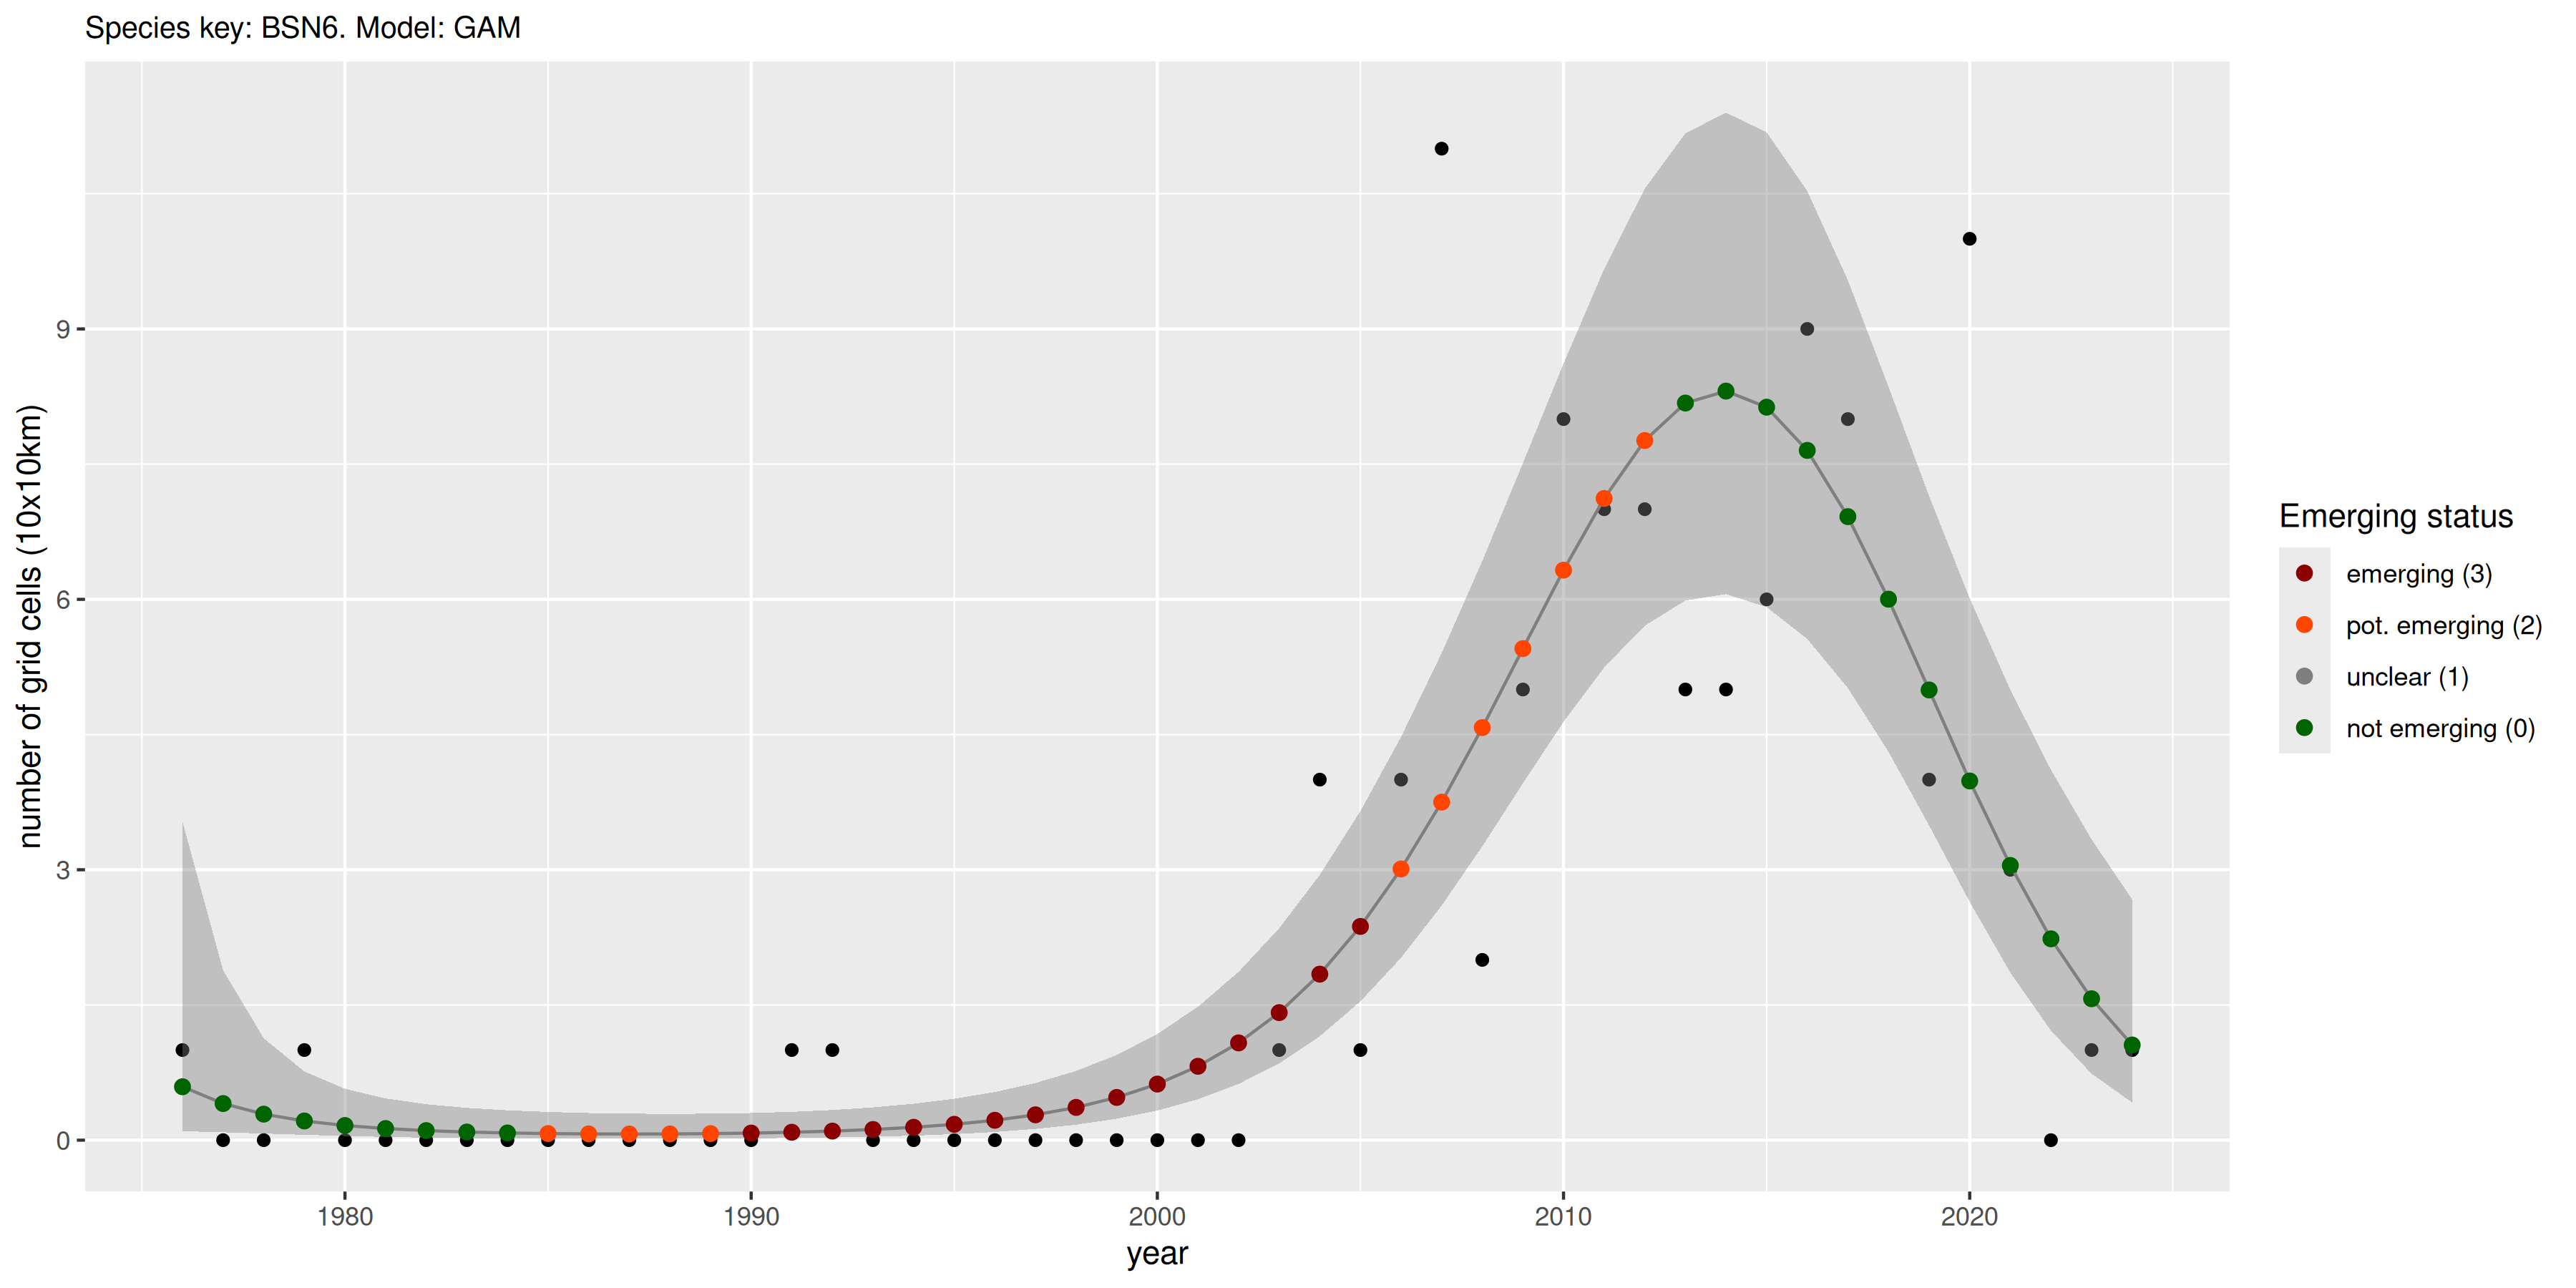 Species key: BSN6. Model: GAM
number of grid cells (10x10km)
9
6
3
0
1980 1990 2000 2010 2020
year
Emerging status
emerging (3)
pot. emerging (2)
unclear (1)
not emerging (0)